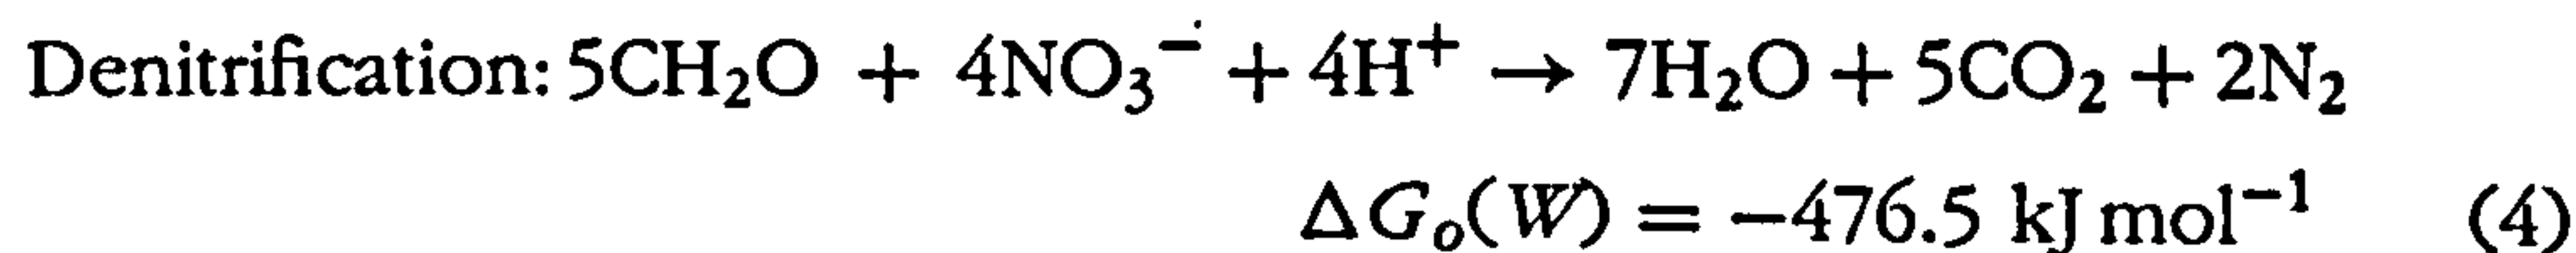 Denitrification: 5CH₂O + 4NO₃⁻ + 4H⁺ → 7H₂O + 5CO₂ + 2N₂
ΔG₀(W) = −476.5 kJ mol⁻¹ (4)